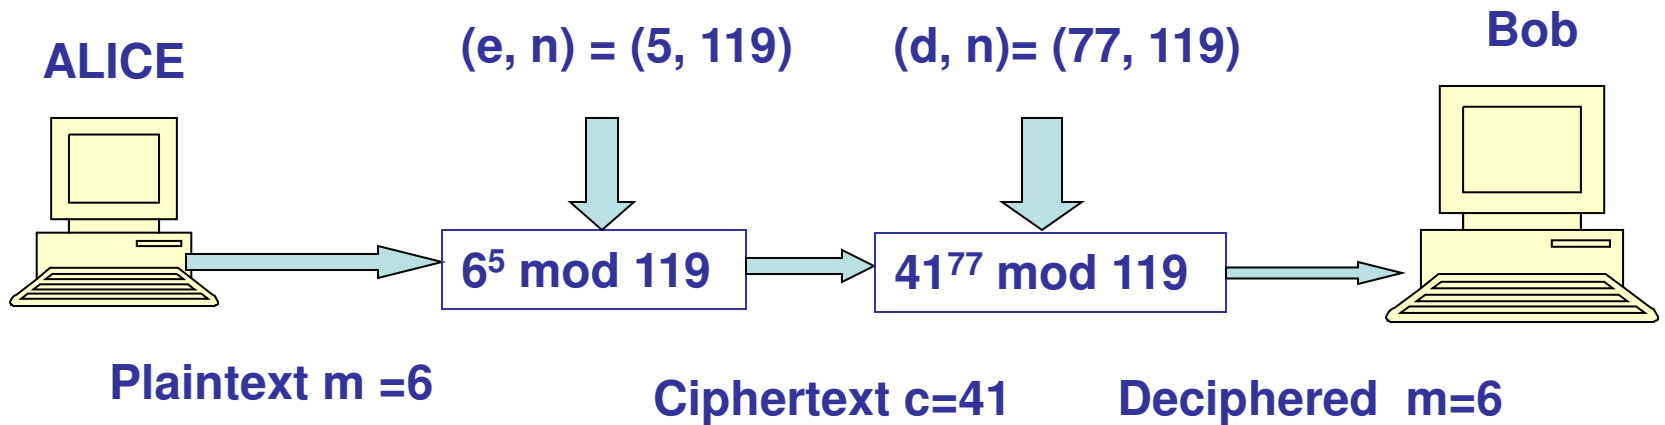 ALICE
(e, n) = (5, 119)
(d, n)= (77, 119)
Bob
6⁵ mod 119
41⁷⁷ mod 119
Plaintext m =6
Ciphertext c=41
Deciphered m=6